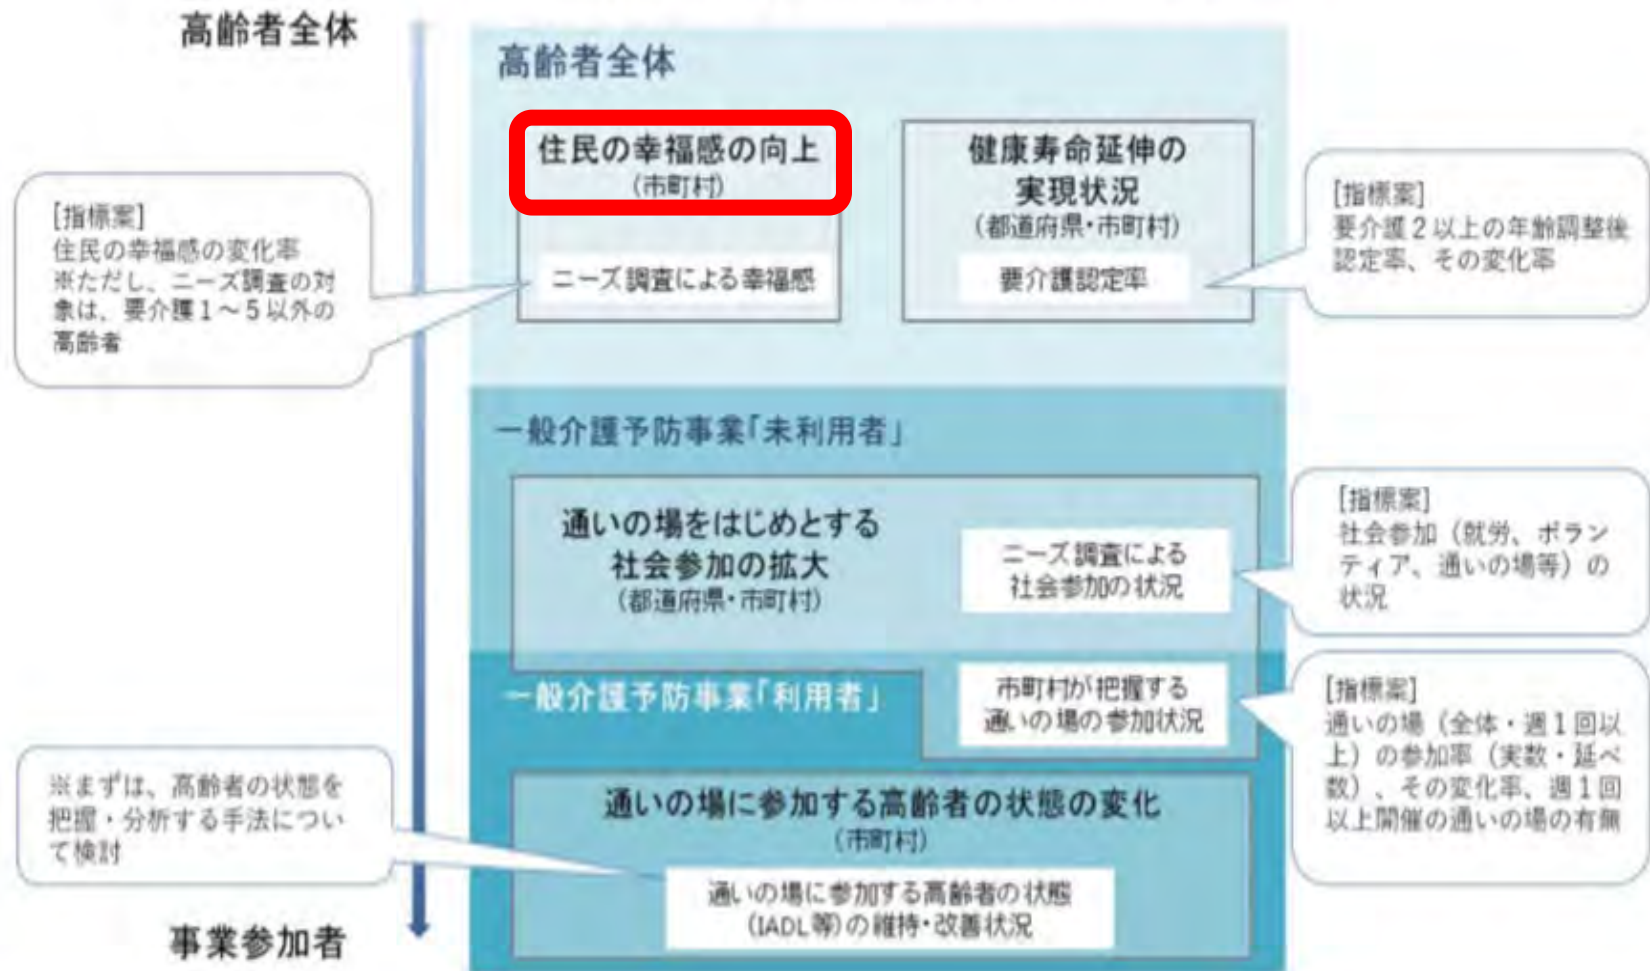 高齢者全体
高齢者全体
住民の幸福感の向上
(市町村)
ニーズ調査による幸福感
健康寿命延伸の
実現状況
(都道府県・市町村)
要介護認定率
[指標案]
住民の幸福感の変化率
※ただし、ニーズ調査の対
象は、要介護1～5以外の
高齢者
[指標案]
要介護2以上の年齢調整後
認定率、その変化率
一般介護予防事業「未利用者」
通いの場をはじめとする
社会参加の拡大
(都道府県・市町村)
ニーズ調査による
社会参加の状況
[指標案]
社会参加（就労、ボラン
ティア、通いの場等）の
状況
一般介護予防事業「利用者」
市町村が把握する
通いの場の参加状況
[指標案]
通いの場（全体・週1回以
上）の参加率（実数・延べ
数）、その変化率、週1回
以上開催の通いの場の有無
※まずは、高齢者の状態を
把握・分析する手法につい
て検討
通いの場に参加する高齢者の状態の変化
(市町村)
通いの場に参加する高齢者の状態
(IADL等)の維持・改善状況
事業参加者